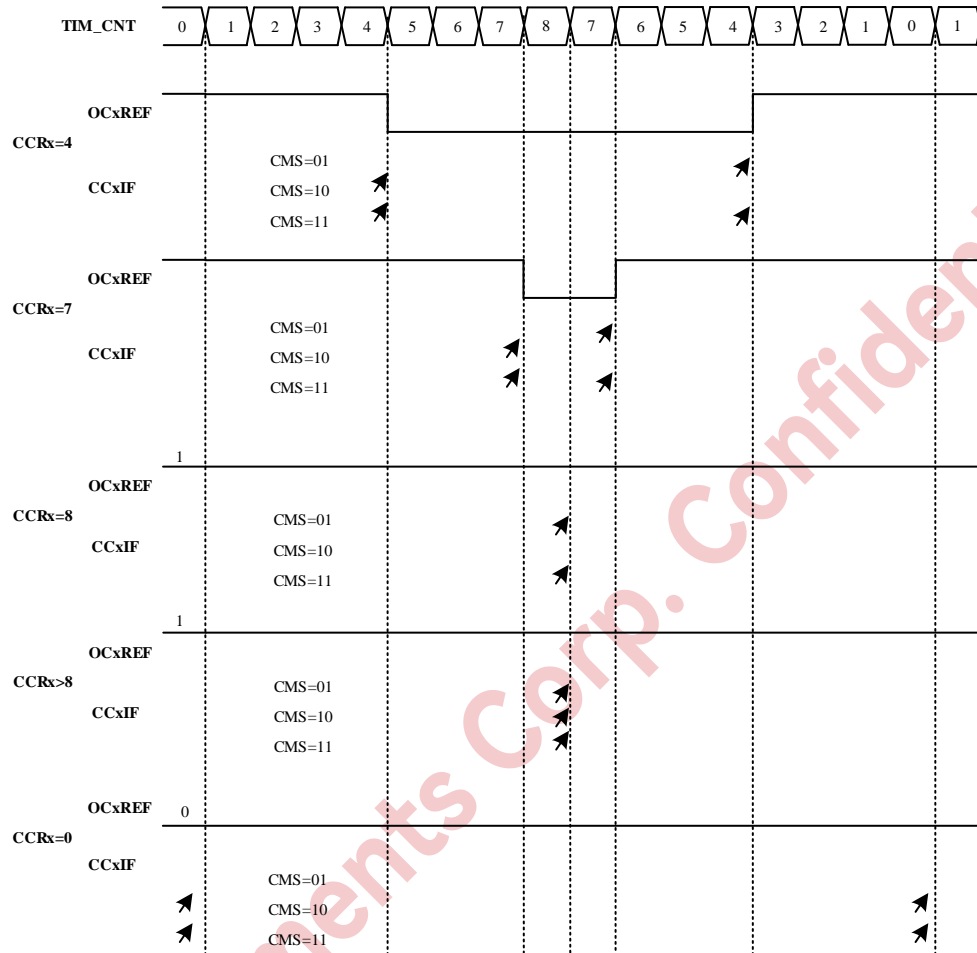 TIM_CNT 0 1 2 3 4 5 6 7 8 7 6 5 4 3 2 1 0 1
OCxREF
CCRx=4
CMS=01
CCxIF CMS=10
CMS=11
OCxREF
CCRx=7
CMS=01
CCxIF CMS=10
CMS=11
1
OCxREF
CCRx=8 CMS=01
CCxIF CMS=10
CMS=11
1
OCxREF
CCRx>8 CMS=01
CCxIF CMS=10
CMS=11
OCxREF 0
CCRx=0
CCxIF
CMS=01
CMS=10
CMS=11
Corp.